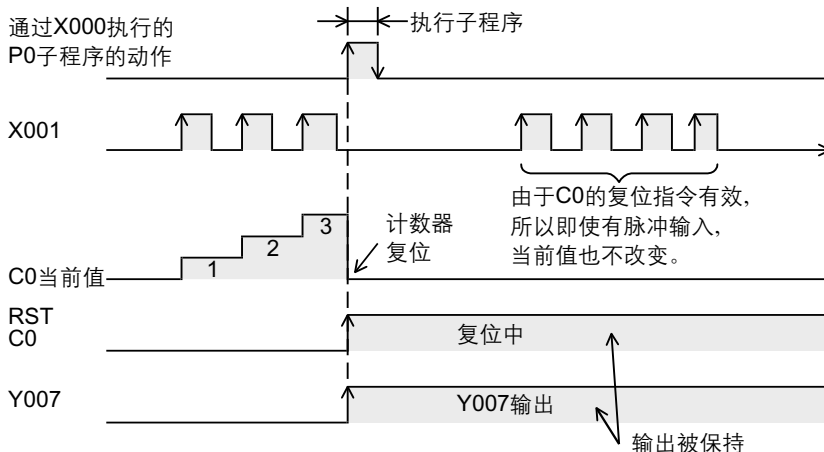 通过X000执行的
P0子程序的动作
执行子程序
X001
由于C0的复位指令有效，
所以即使有脉冲输入，
当前值也不改变。
计数器
复位
1
2
3
C0当前值
RST
C0
复位中
Y007
Y007输出
输出被保持